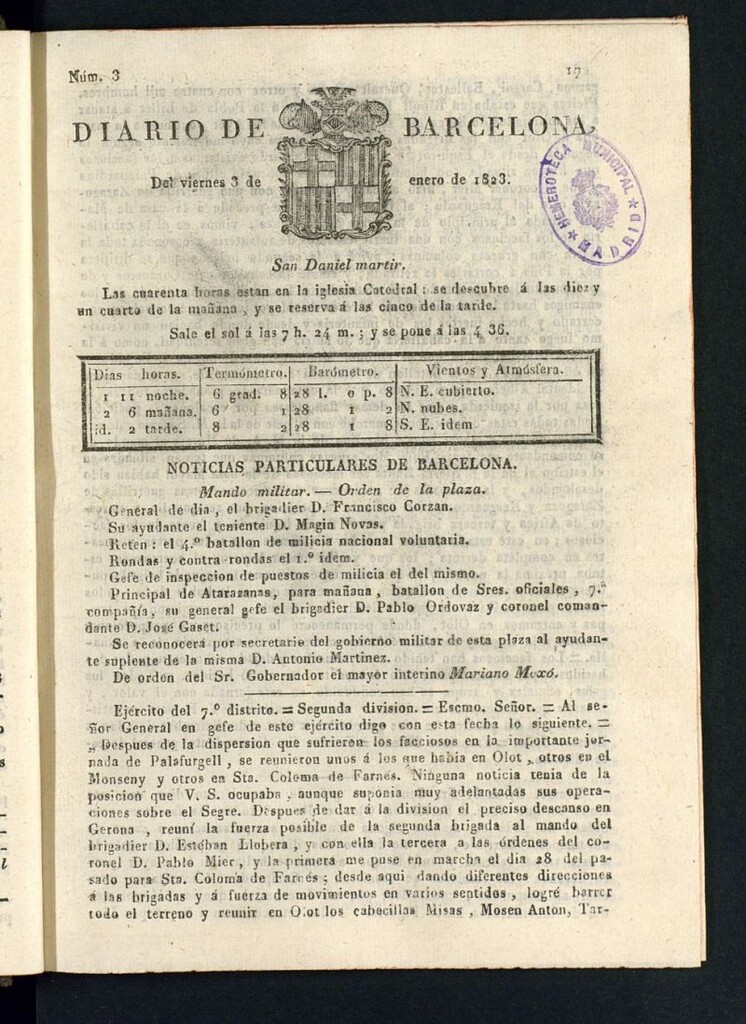 Núm. 3
17
DIARIO DE BARCELONA,
Del viernes 3 de enero de 1823.
HEMEROTECA MUNICIPAL
★ MADRID ★
San Daniel martir.
Las cuarenta horas estan en la iglesia Catedral : se descubre á las diez y
un cuarto de la mañana , y se reserva á las cinco de la tarde.
Sale el sol á las 7 h. 24 m. ; y se pone á las 4 36.
Dias horas. Termómetro. Barómetro. Vientos y Atmósfera.
1 11 noche. 6 grad. 8 28 l. 0 p. 8 N. E. cubierto.
2 6 mañana. 6 1 28 1 2 N. nubes.
id. 2 tarde. 8 2 28 1 8 S. E. idem
NOTICIAS PARTICULARES DE BARCELONA.
Mando militar. — Orden de la plaza.
General de dia , el brigadier D. Francisco Corzan.
Su ayudante el teniente D. Magin Novas.
Reten : el 4.º batallon de milicia nacional voluntaria.
Rondas y contra rondas el 1.º idem.
Gefe de inspeccion de puestos de milicia el del mismo.
Principal de Atarazanas, para mañana , batallon de Sres. oficiales , 7.ª
compañía, su general gefe el brigadier D. Pablo Ordovaz y coronel coman-
dante D. José Gaset.
Se reconocerá por secretario del gobierno militar de esta plaza al ayudan-
te suplente de la misma D. Antonio Martinez.
De orden del Sr. Gobernador el mayor interino Mariano Moxó.
Ejército del 7.º distrito. = Segunda division. = Escmo. Señor. = Al se-
ñor General en gefe de este ejército digo con esta fecha lo siguiente. =
„ Despues de la dispersion que sufrieron los facciosos en la importante jor-
nada de Palafurgell , se reunieron unos á los que habia en Olot , otros en el
Monseny y otros en Sta. Coloma de Farnés. Ninguna noticia tenia de la
posicion que V. S. ocupaba , aunque suponia muy adelantadas sus opera-
ciones sobre el Segre. Despues de dar á la division el preciso descanso en
Gerona , reuní la fuerza posible de la segunda brigada al mando del
brigadier D. Estéban Llobera , y con ella la tercera a las órdenes del co-
ronel D. Pablo Mier , y la primera me puse en marcha el dia 28 del pa-
sado para Sta. Coloma de Farnés ; desde aqui dando diferentes direcciones
á las brigadas y á fuerza de movimientos en varios sentidos , logré barrer
todo el terreno y reunir en Olot los cabecillas Misas , Mosen Anton, Tar-